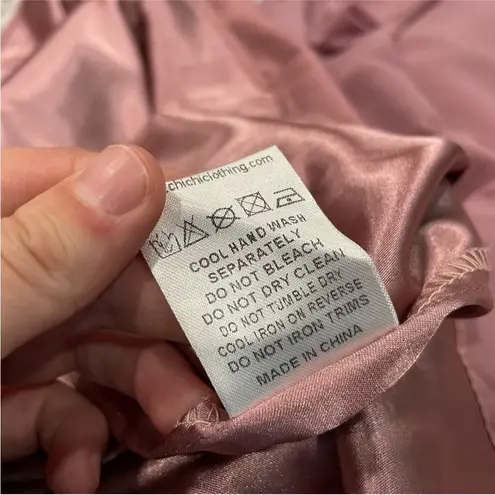 .chichiclothing.com
COOL HAND WASH
SEPARATELY
DO NOT BLEACH
DO NOT DRY CLEAN
DO NOT TUMBLE DRY
COOL IRON ON REVERSE
DO NOT IRON TRIMS
MADE IN CHINA